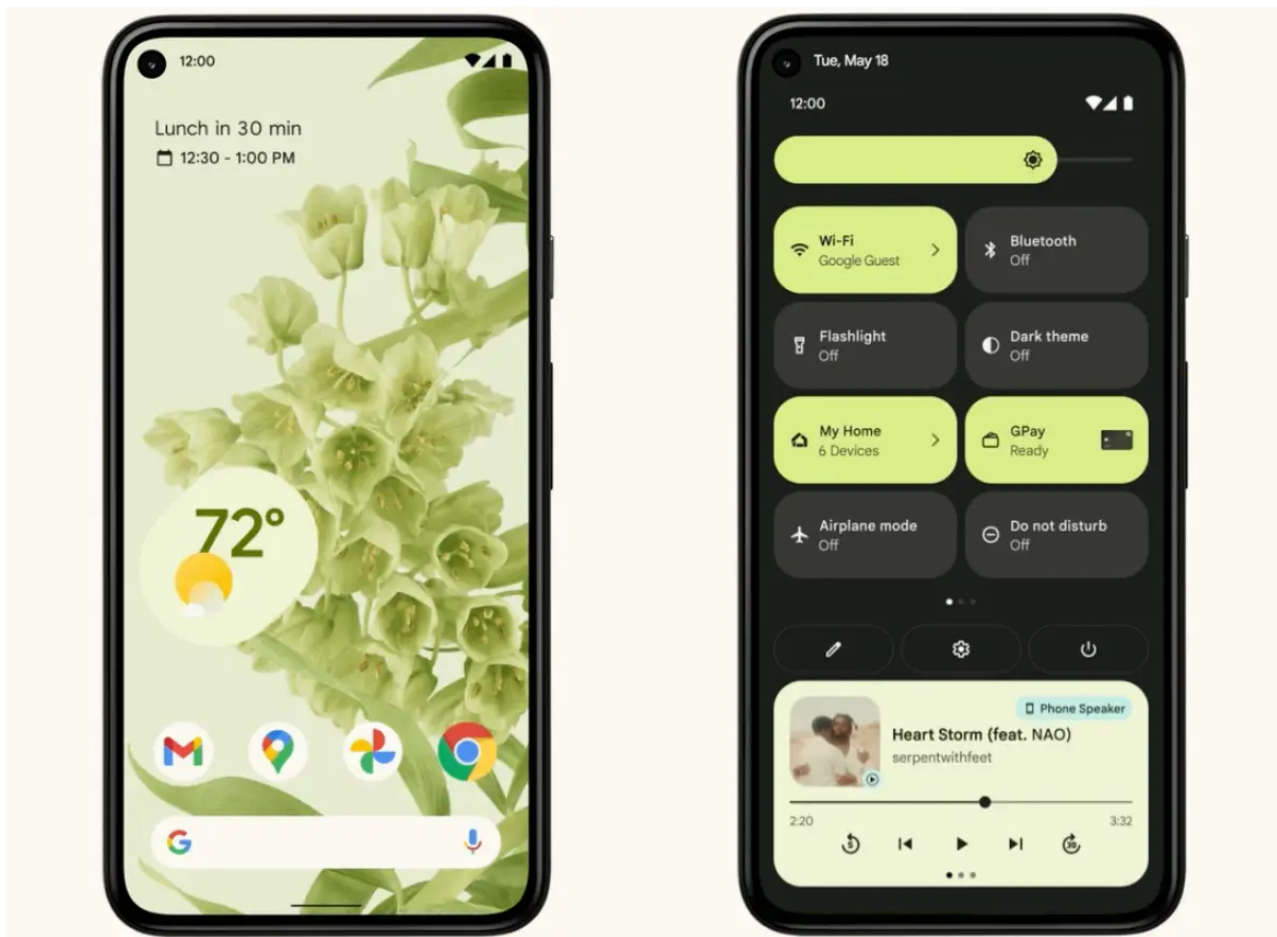 12:00
Lunch in 30 min
12:30 - 1:00 PM
72°
Tue, May 18
12:00
Wi-Fi
Google Guest
Bluetooth
Off
Flashlight
Off
Dark theme
Off
My Home
6 Devices
GPay
Ready
Airplane mode
Off
Do not disturb
Off
Phone Speaker
Heart Storm (feat. NAO)
serpentwithfeet
2:20
3:32
5
30